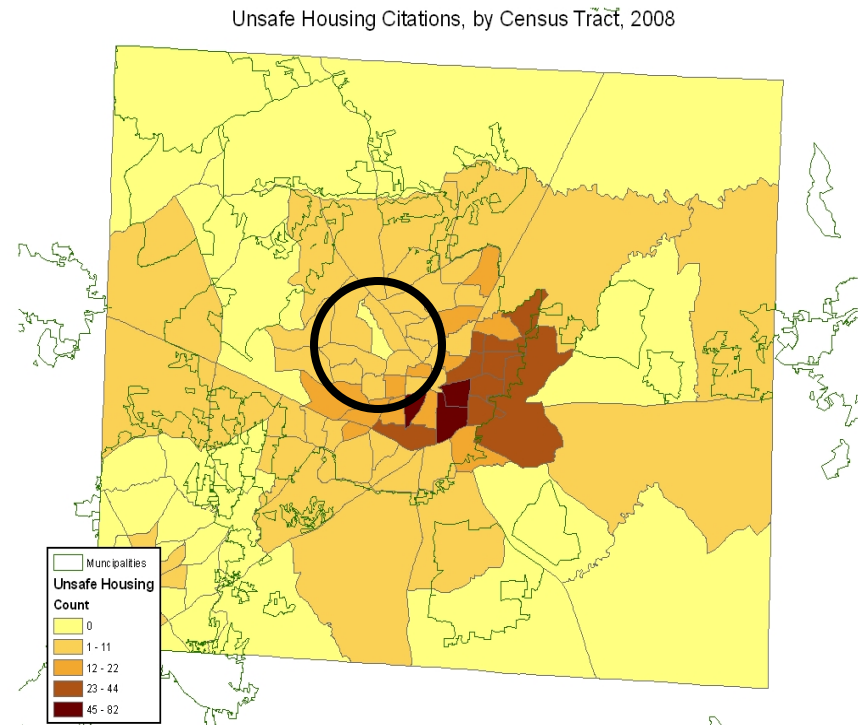 Unsafe Housing Citations, by Census Tract, 2008
Muncipalities
Unsafe Housing
Count
0
1 - 11
12 - 22
23 - 44
45 - 82